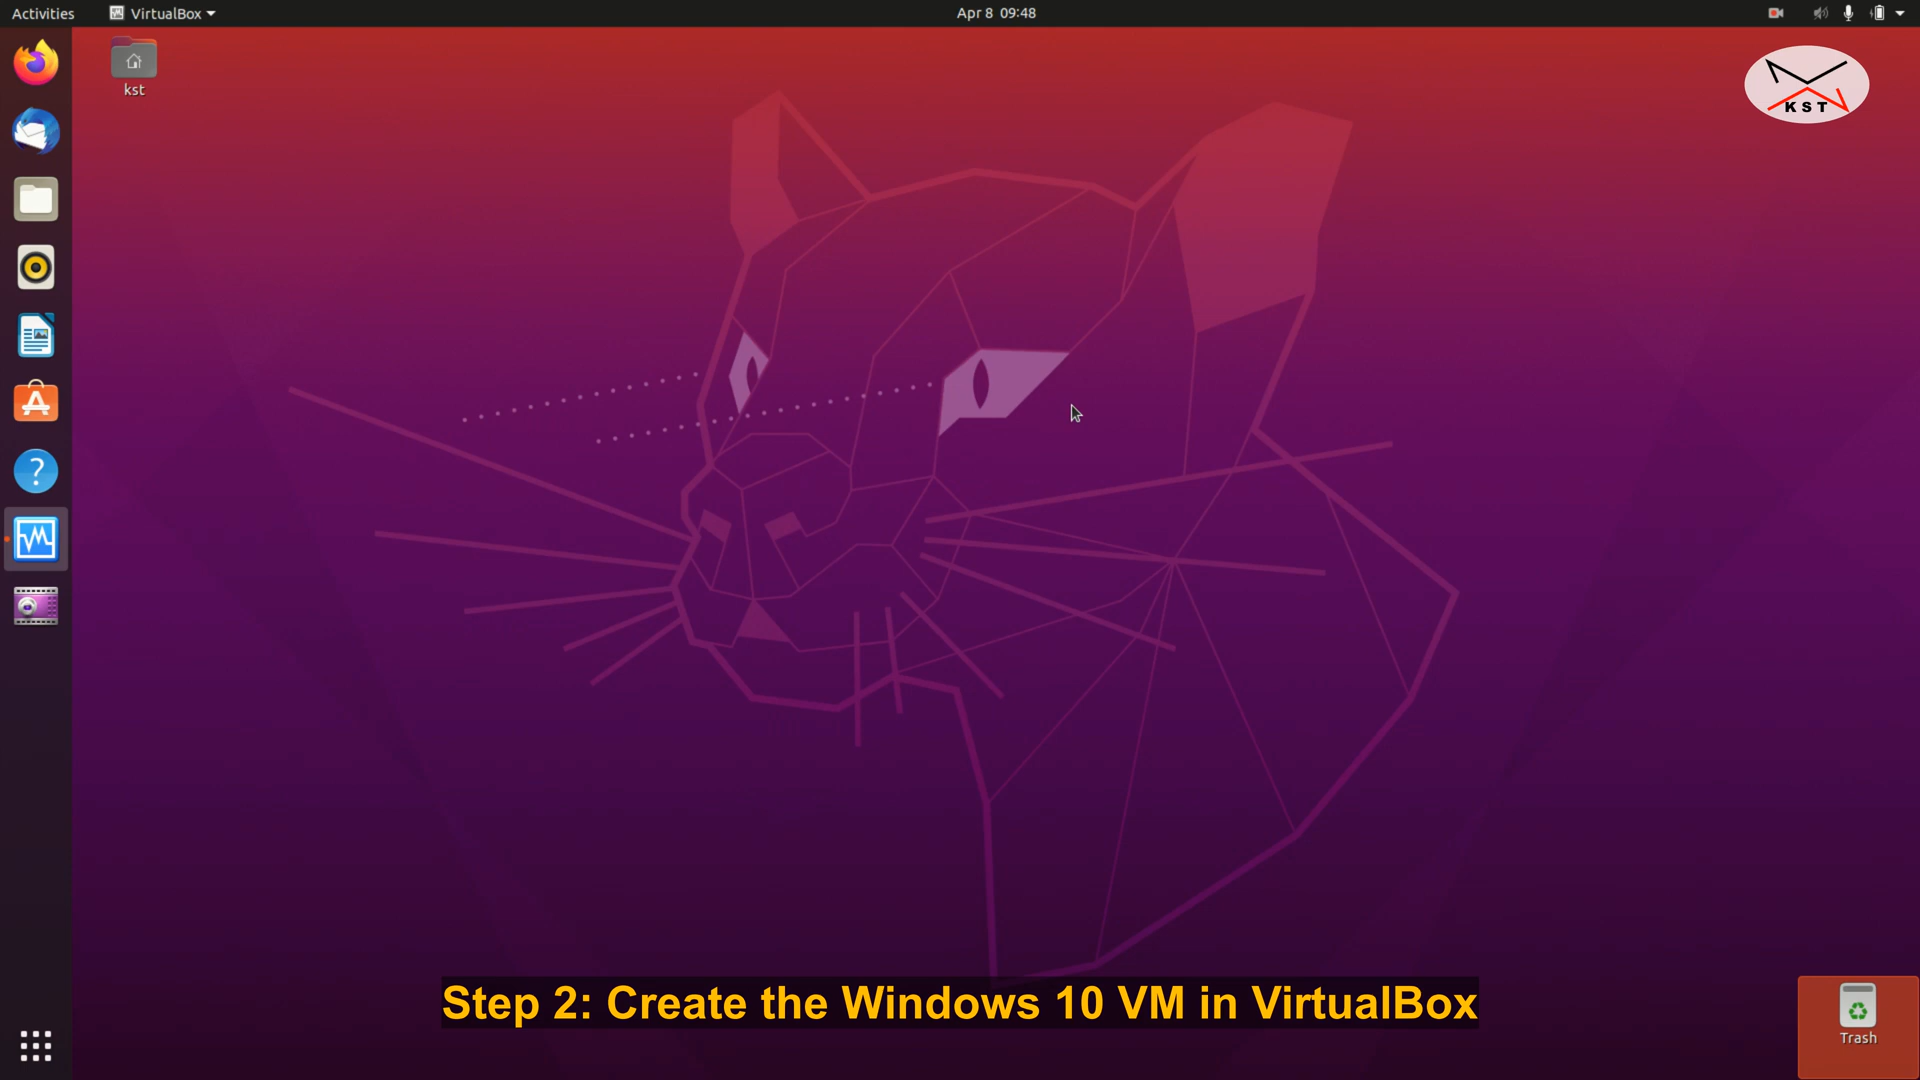 Activities
VirtualBox
Apr 8 09:48
kst
KST
?
Step 2: Create the Windows 10 VM in VirtualBox
Trash